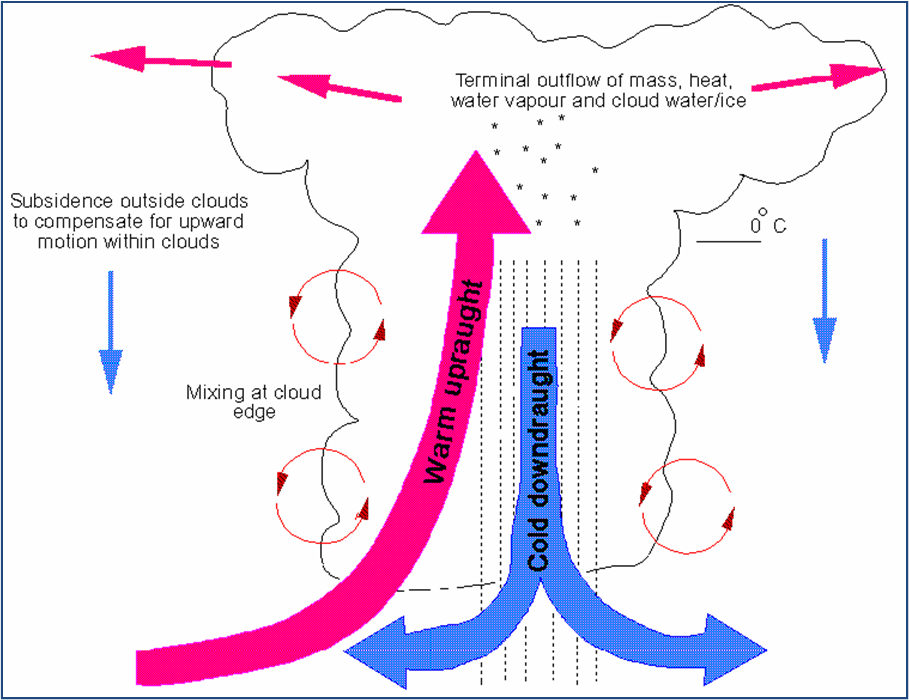 Terminal outflow of mass, heat,
water vapour and cloud water/ice
Subsidence outside clouds
to compensate for upward
motion within clouds
0° C
Warm upraught
Cold downdraught
Mixing at cloud
edge